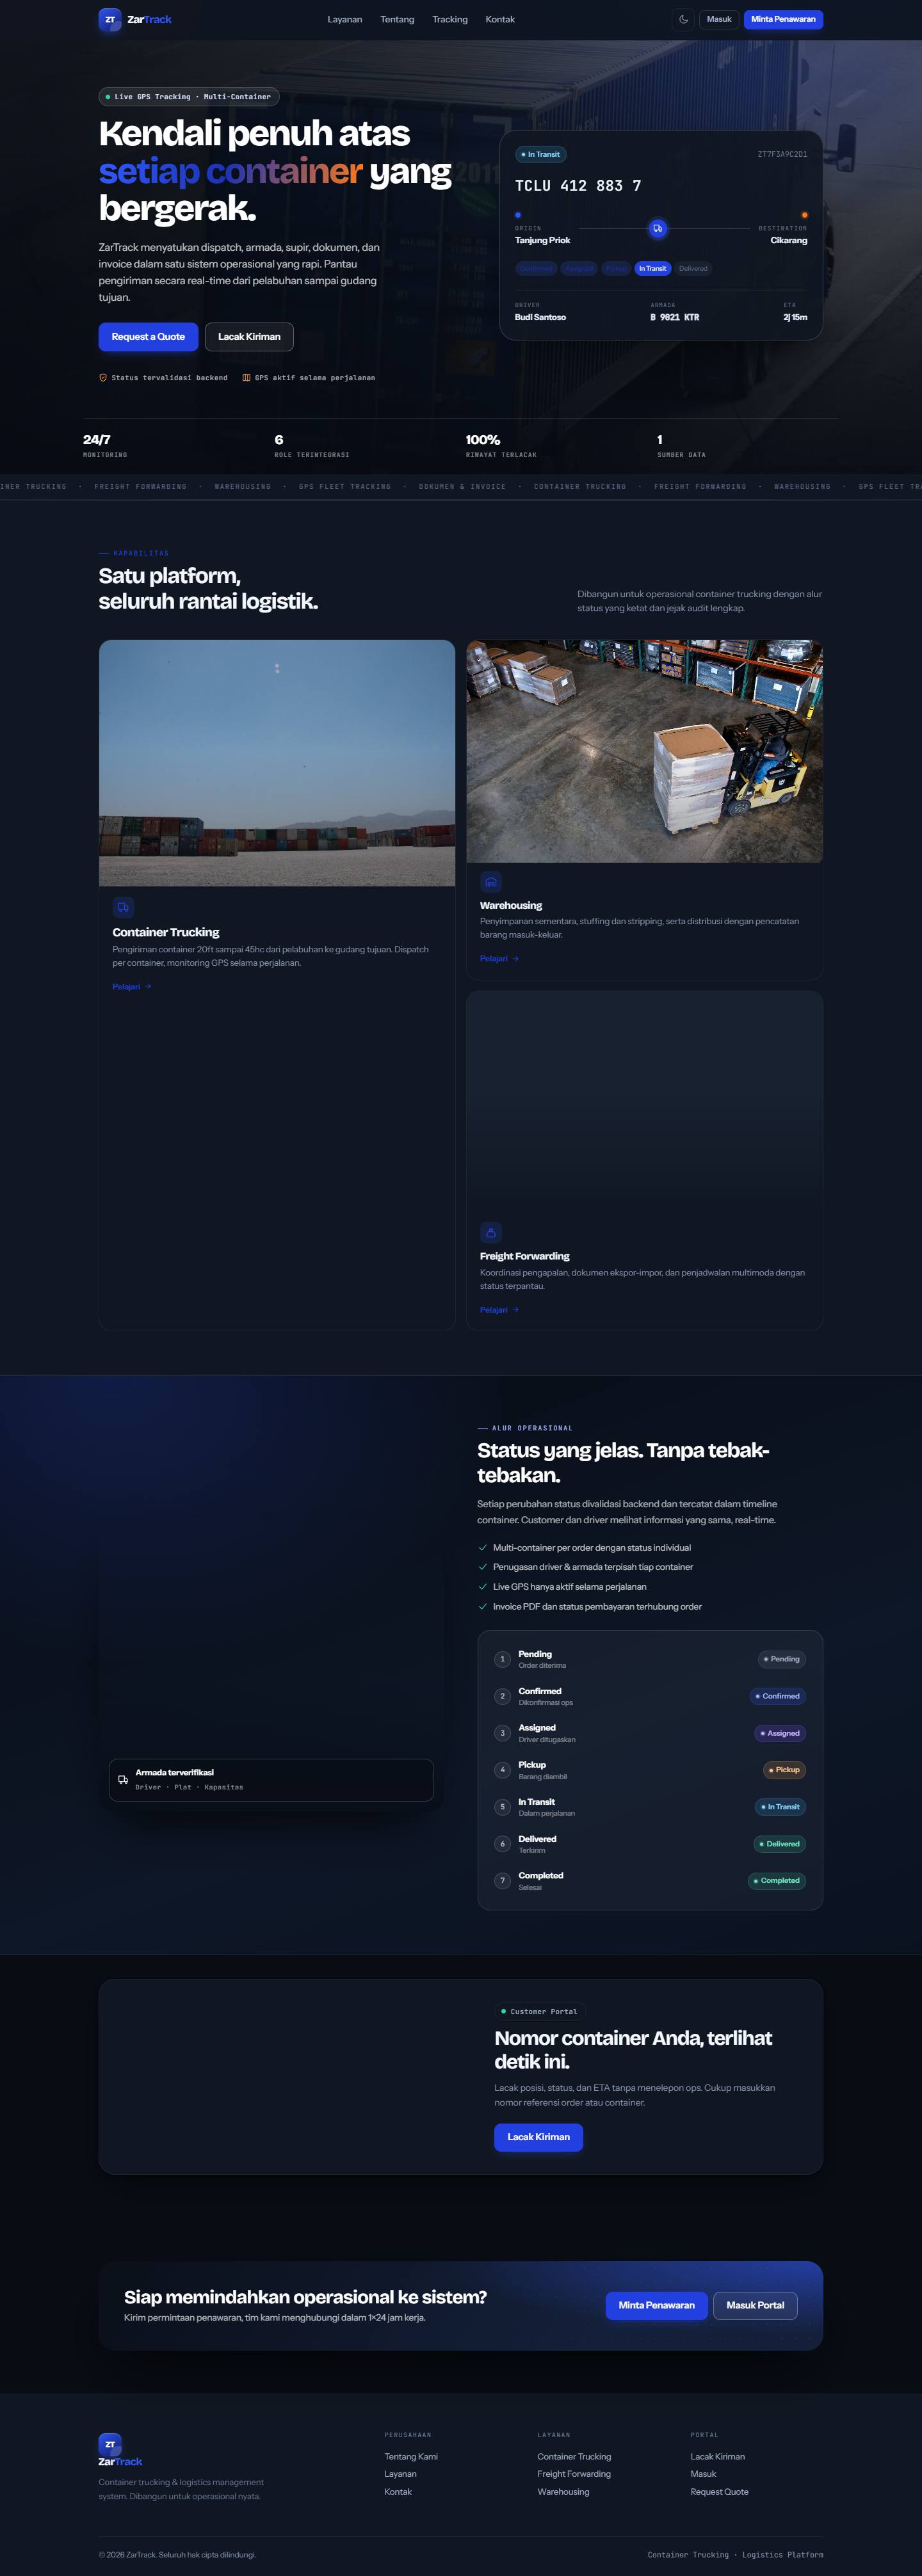 ZT ZarTrack
Layanan Tentang Tracking Kontak
Masuk Minta Penawaran
Live GPS Tracking · Multi-Container
Kendali penuh atas
setiap container yang
bergerak.
ZarTrack menyatukan dispatch, armada, supir, dokumen, dan
invoice dalam satu sistem operasional yang rapi. Pantau
pengiriman secara real-time dari pelabuhan sampai gudang
tujuan.
Request a Quote Lacak Kiriman
Status tervalidasi backend GPS aktif selama perjalanan
In Transit ZT7F3A9C2D1
TCLU 412 883 7
ORIGIN DESTINATION
Tanjung Priok Cikarang
Confirmed Assigned Pickup In Transit Delivered
DRIVER ARMADA ETA
Budi Santoso B 9021 KTR 2j 15m
24/7 6 100% 1
MONITORING ROLE TERINTEGRASI RIWAYAT TERLACAK SUMBER DATA
INER TRUCKING · FREIGHT FORWARDING · WAREHOUSING · GPS FLEET TRACKING · DOKUMEN & INVOICE · CONTAINER TRUCKING · FREIGHT FORWARDING · WAREHOUSING · GPS FLEET TRA
KAPABILITAS
Satu platform,
seluruh rantai logistik.
Dibangun untuk operasional container trucking dengan alur
status yang ketat dan jejak audit lengkap.
Container Trucking
Pengiriman container 20ft sampai 45hc dari pelabuhan ke gudang tujuan. Dispatch
per container, monitoring GPS selama perjalanan.
Pelajari →
Warehousing
Penyimpanan sementara, stuffing dan stripping, serta distribusi dengan pencatatan
barang masuk-keluar.
Pelajari →
Freight Forwarding
Koordinasi pengapalan, dokumen ekspor-impor, dan penjadwalan multimoda dengan
status terpantau.
Pelajari →
Armada terverifikasi
Driver · Plat · Kapasitas
ALUR OPERASIONAL
Status yang jelas. Tanpa tebak-
tebakan.
Setiap perubahan status divalidasi backend dan tercatat dalam timeline
container. Customer dan driver melihat informasi yang sama, real-time.
Multi-container per order dengan status individual
Penugasan driver & armada terpisah tiap container
Live GPS hanya aktif selama perjalanan
Invoice PDF dan status pembayaran terhubung order
1 Pending Pending
Order diterima
2 Confirmed Confirmed
Dikonfirmasi ops
3 Assigned Assigned
Driver ditugaskan
4 Pickup Pickup
Barang diambil
5 In Transit In Transit
Dalam perjalanan
6 Delivered Delivered
Terkirim
7 Completed Completed
Selesai
Customer Portal
Nomor container Anda, terlihat
detik ini.
Lacak posisi, status, dan ETA tanpa menelepon ops. Cukup masukkan
nomor referensi order atau container.
Lacak Kiriman
Siap memindahkan operasional ke sistem?
Kirim permintaan penawaran, tim kami menghubungi dalam 1×24 jam kerja.
Minta Penawaran Masuk Portal
ZT
ZarTrack
Container trucking & logistics management
system. Dibangun untuk operasional nyata.
PERUSAHAAN
Tentang Kami
Layanan
Kontak
LAYANAN
Container Trucking
Freight Forwarding
Warehousing
PORTAL
Lacak Kiriman
Masuk
Request Quote
© 2026 ZarTrack. Seluruh hak cipta dilindungi.
Container Trucking · Logistics Platform